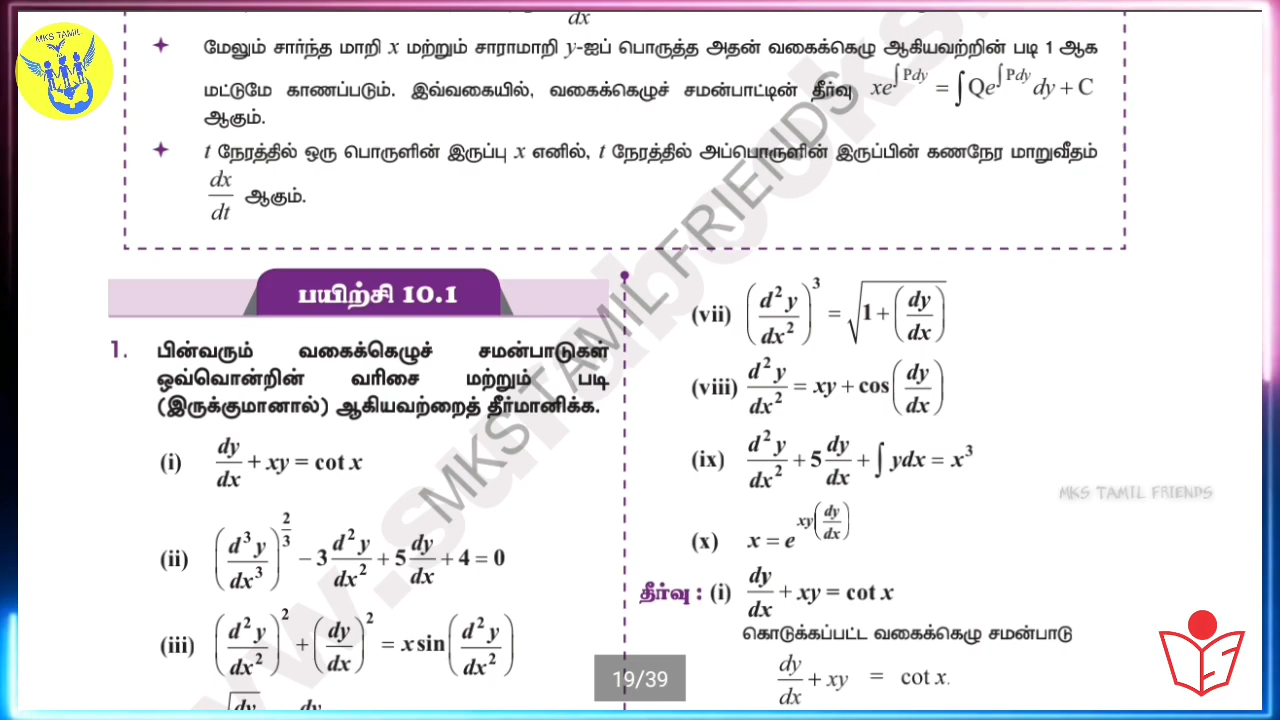 MKS TAMIL
dx
✦ மேலும் சார்ந்த மாறி x மற்றும் சாராமாறி y-ஐப் பொருத்த அதன் வகைக்கெழு ஆகியவற்றின் படி 1 ஆக
மட்டுமே காணப்படும். இவ்வகையில், வகைக்கெழுச் சமன்பாட்டின் தீர்வு xe^{∫Pdy} = ∫Qe^{∫Pdy} dy + C
ஆகும்.
✦ t நேரத்தில் ஒரு பொருளின் இருப்பு x எனில், t நேரத்தில் அப்பொருளின் இருப்பின் கணநேர மாறுவீதம்
dx/dt ஆகும்.
பயிற்சி 10.1
1. பின்வரும் வகைக்கெழுச் சமன்பாடுகள்
ஒவ்வொன்றின் வரிசை மற்றும் படி
(இருக்குமானால்) ஆகியவற்றைத் தீர்மானிக்க.
(i) dy/dx + xy = cot x
(ii) (d³y/dx³)^{2/3} − 3 d²y/dx² + 5 dy/dx + 4 = 0
(iii) (d²y/dx²)² + (dy/dx)² = x sin(d²y/dx²)
(vii) (d²y/dx²)³ = √(1 + (dy/dx))
(viii) d²y/dx² = xy + cos(dy/dx)
(ix) d²y/dx² + 5 dy/dx + ∫ ydx = x³
(x) x = e^{xy(dy/dx)}
தீர்வு : (i) dy/dx + xy = cot x
கொடுக்கப்பட்ட வகைக்கெழு சமன்பாடு
dy/dx + xy = cot x.
MKS TAMIL FRIENDS
MKS TAMIL FRIENDS
19/39